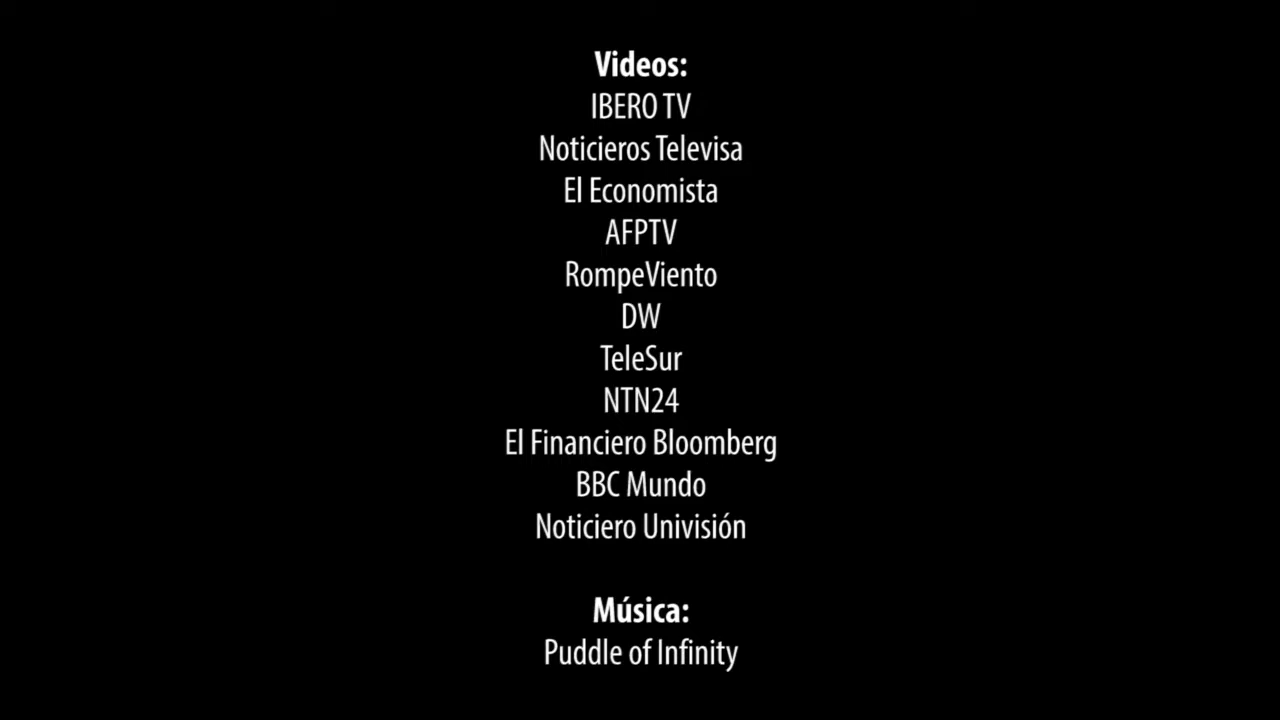 Videos:
IBERO TV
Noticieros Televisa
El Economista
AFPTV
RompeViento
DW
TeleSur
NTN24
El Financiero Bloomberg
BBC Mundo
Noticiero Univisión
Música:
Puddle of Infinity